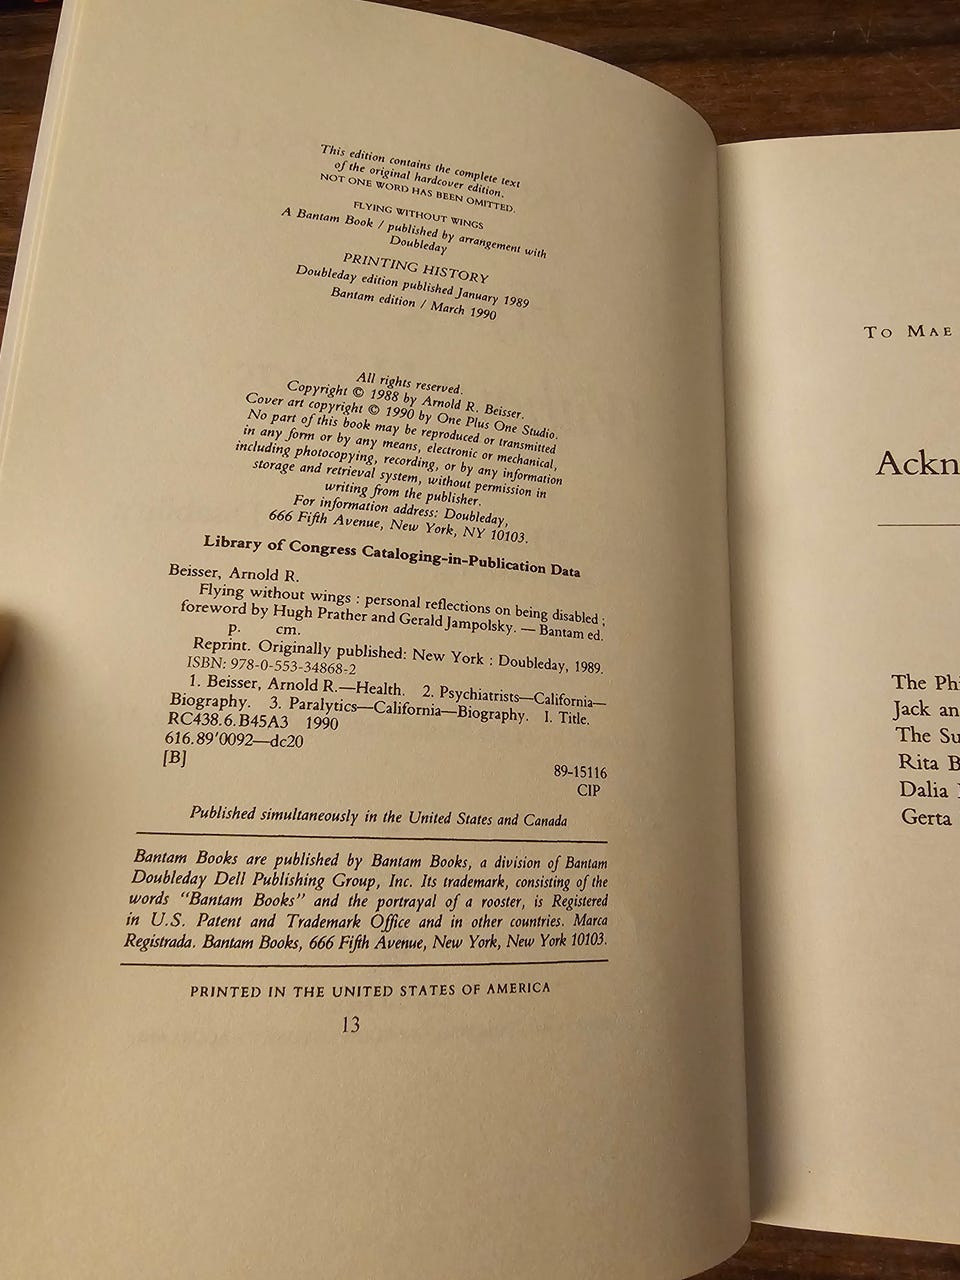 This edition contains the complete text
of the original hardcover edition.
NOT ONE WORD HAS BEEN OMITTED.
FLYING WITHOUT WINGS
A Bantam Book / published by arrangement with
Doubleday
PRINTING HISTORY
Doubleday edition published January 1989
Bantam edition / March 1990
All rights reserved.
Copyright © 1988 by Arnold R. Beisser.
Cover art copyright © 1990 by One Plus One Studio.
No part of this book may be reproduced or transmitted
in any form or by any means, electronic or mechanical,
including photocopying, recording, or by any information
storage and retrieval system, without permission in
writing from the publisher.
For information address: Doubleday,
666 Fifth Avenue, New York, NY 10103.
Library of Congress Cataloging-in-Publication Data
Beisser, Arnold R.
Flying without wings : personal reflections on being disabled ;
foreword by Hugh Prather and Gerald Jampolsky. — Bantam ed.
p. cm.
Reprint. Originally published: New York : Doubleday, 1989.
ISBN: 978-0-553-34868-2
1. Beisser, Arnold R.—Health. 2. Psychiatrists—California—
Biography. 3. Paralytics—California—Biography. I. Title.
RC438.6.B45A3 1990
616.89'0092—dc20
[B]
89-15116
CIP
Published simultaneously in the United States and Canada
Bantam Books are published by Bantam Books, a division of Bantam
Doubleday Dell Publishing Group, Inc. Its trademark, consisting of the
words "Bantam Books" and the portrayal of a rooster, is Registered
in U.S. Patent and Trademark Office and in other countries. Marca
Registrada. Bantam Books, 666 Fifth Avenue, New York, New York 10103.
PRINTED IN THE UNITED STATES OF AMERICA
13
TO MAE
Ackn
The Phi
Jack an
The Su
Rita B
Dalia
Gerta